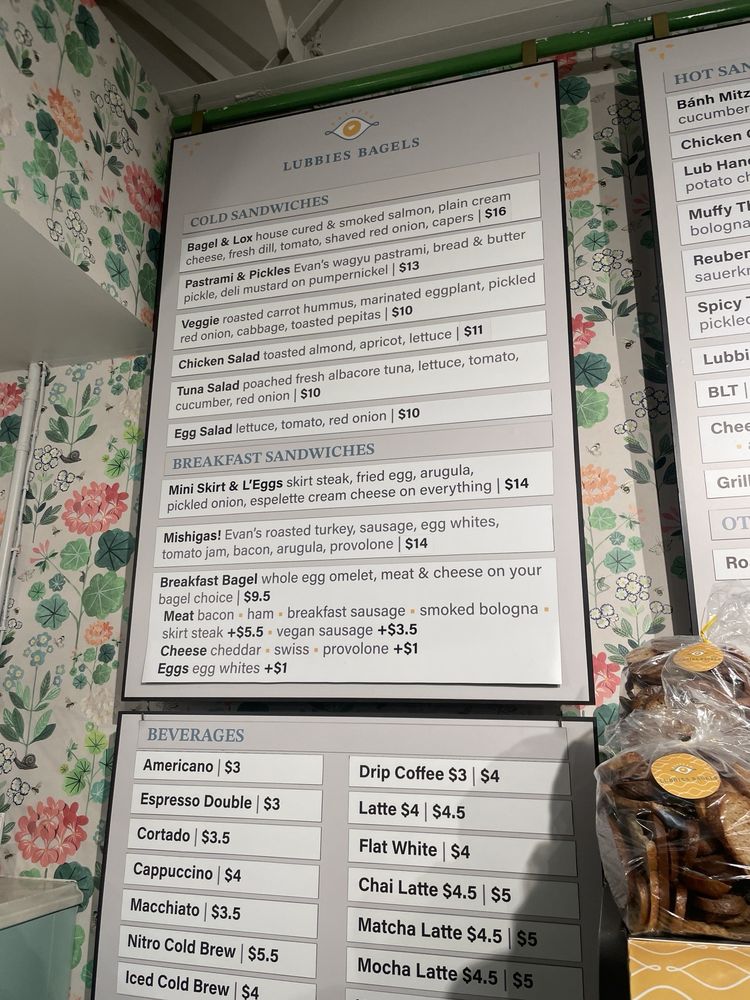 LUBBIES BAGELS
COLD SANDWICHES
Bagel & Lox house cured & smoked salmon, plain cream
cheese, fresh dill, tomato, shaved red onion, capers | $16
Pastrami & Pickles Evan's wagyu pastrami, bread & butter
pickle, deli mustard on pumpernickel | $13
Veggie roasted carrot hummus, marinated eggplant, pickled
red onion, cabbage, toasted pepitas | $10
Chicken Salad toasted almond, apricot, lettuce | $11
Tuna Salad poached fresh albacore tuna, lettuce, tomato,
cucumber, red onion | $10
Egg Salad lettuce, tomato, red onion | $10
BREAKFAST SANDWICHES
Mini Skirt & L'Eggs skirt steak, fried egg, arugula,
pickled onion, espelette cream cheese on everything | $14
Mishigas! Evan's roasted turkey, sausage, egg whites,
tomato jam, bacon, arugula, provolone | $14
Breakfast Bagel whole egg omelet, meat & cheese on your
bagel choice | $9.5
Meat bacon ▪ ham ▪ breakfast sausage ▪ smoked bologna ▪
skirt steak +$5.5 ▪ vegan sausage +$3.5
Cheese cheddar ▪ swiss ▪ provolone +$1
Eggs egg whites +$1
BEVERAGES
Americano | $3
Espresso Double | $3
Cortado | $3.5
Cappuccino | $4
Macchiato | $3.5
Nitro Cold Brew | $5.5
Iced Cold Brew | $4
Drip Coffee $3 | $4
Latte $4 | $4.5
Flat White | $4
Chai Latte $4.5 | $5
Matcha Latte $4.5 | $5
Mocha Latte $4.5 | $5
HOT SAN
Bánh Mitz
cucumber
Chicken
Lub Han
potato ch
Muffy Th
bologna
Reuben
sauerkr
Spicy
pickled
Lubbi
BLT |
Chee
Grill
OT
Ro
LUBBIES BAGELS